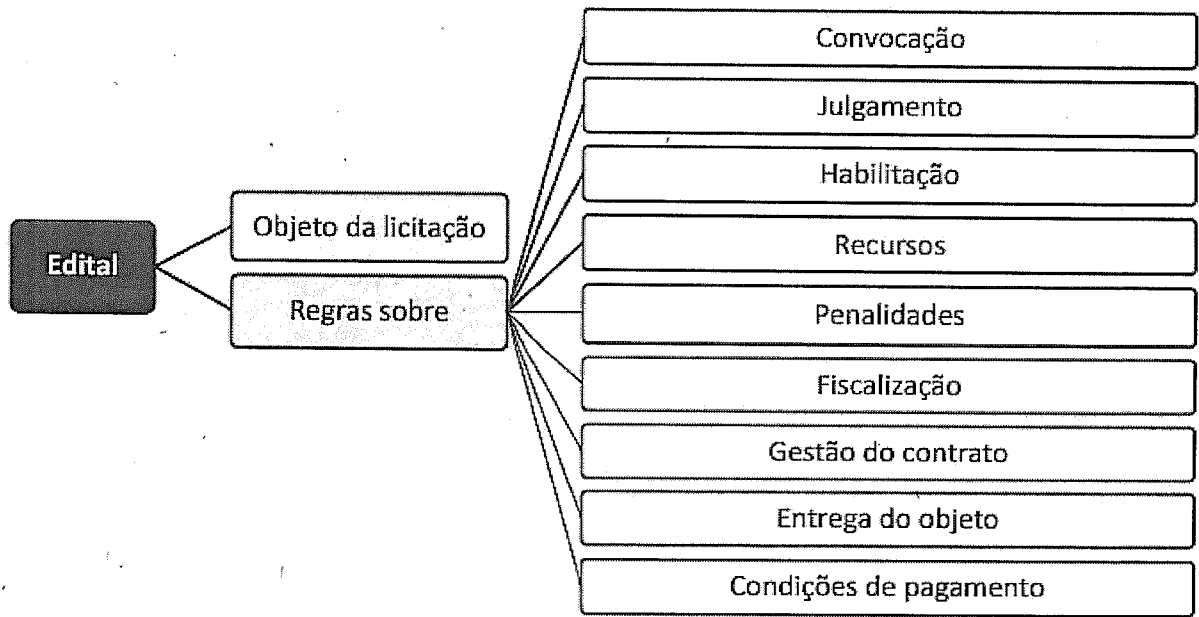 Edital
Objeto da licitação
Regras sobre
Convocação
Julgamento
Habilitação
Recursos
Penalidades
Fiscalização
Gestão do contrato
Entrega do objeto
Condições de pagamento